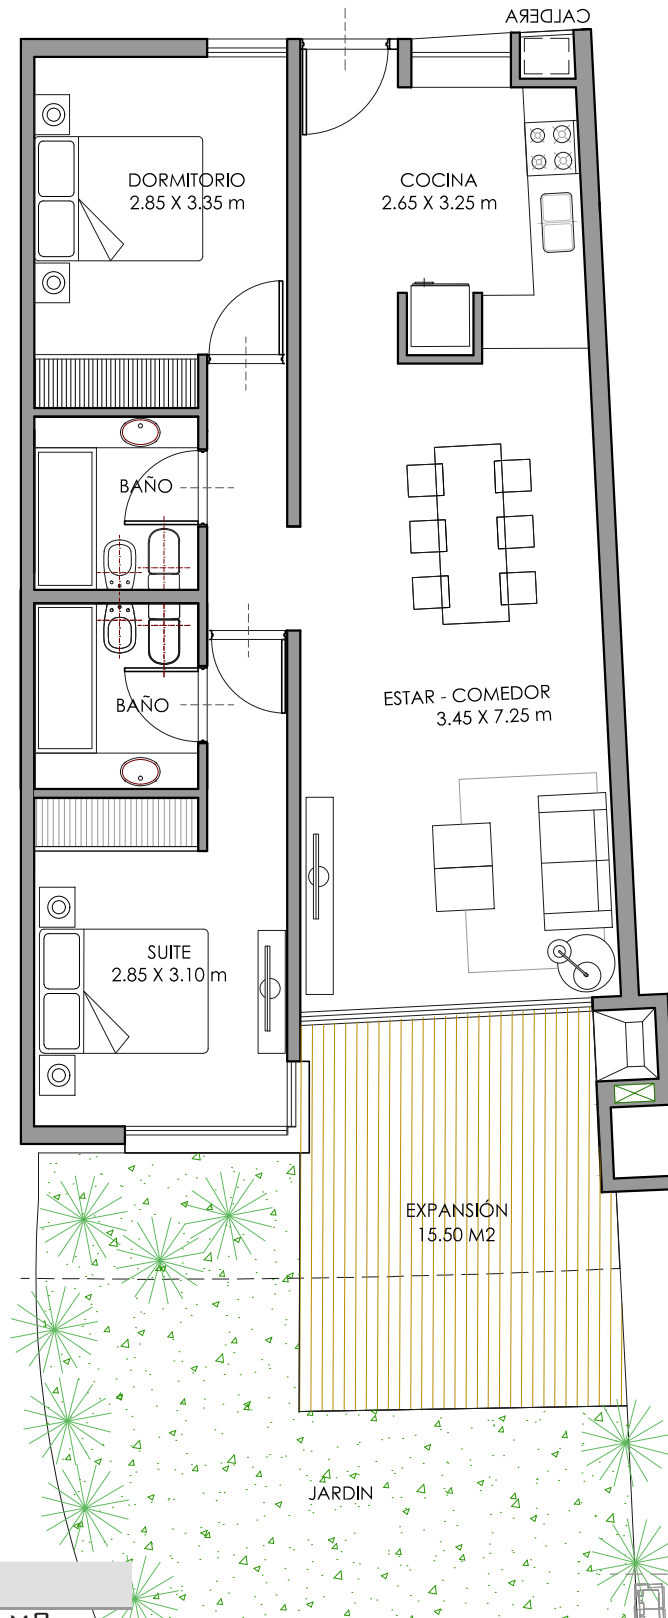 CALDERA
DORMITORIO
2.85 X 3.35 m
COCINA
2.65 X 3.25 m
BAÑO
BAÑO
ESTAR - COMEDOR
3.45 X 7.25 m
SUITE
2.85 X 3.10 m
EXPANSIÓN
15.50 M2
JARDIN